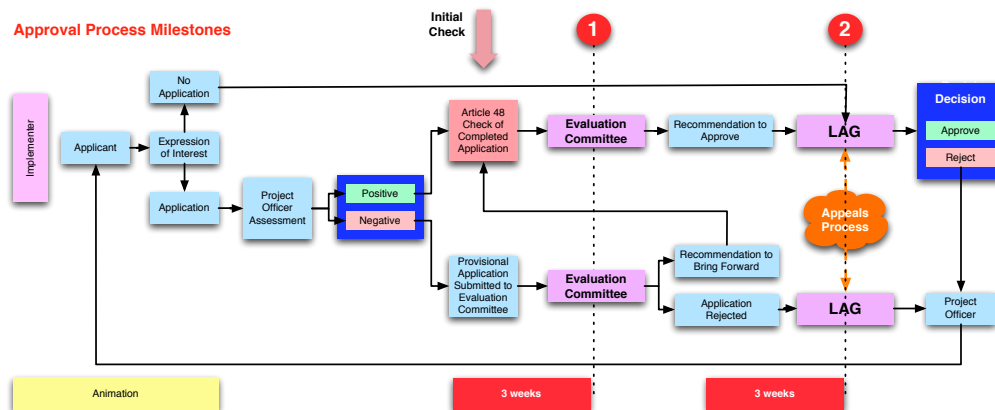 Approval Process Milestones
Initial
Check
1
2
No
Application
Implementer
Applicant
Expression
of Interest
Application
Project
Officer
Assessment
Positive
Negative
Article 48
Check of
Completed
Application
Evaluation
Committee
Recommendation to
Approve
LAG
Decision
Approve
Reject
Appeals
Process
Provisional
Application
Submitted to
Evaluation
Committee
Evaluation
Committee
Recommendation to
Bring Forward
Application
Rejected
LAG
Project
Officer
Animation
3 weeks
3 weeks